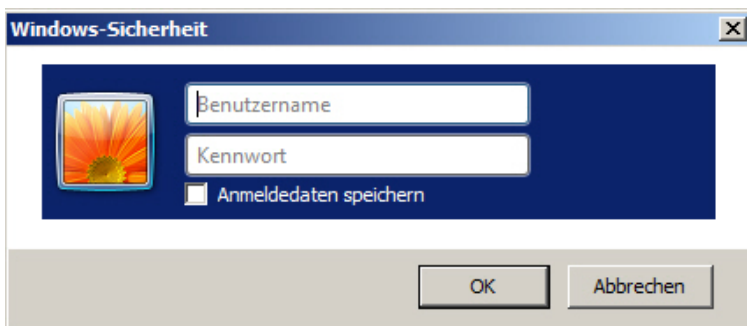 Windows-Sicherheit
Benutzername
Kennwort
Anmeldedaten speichern
OK
Abbrechen